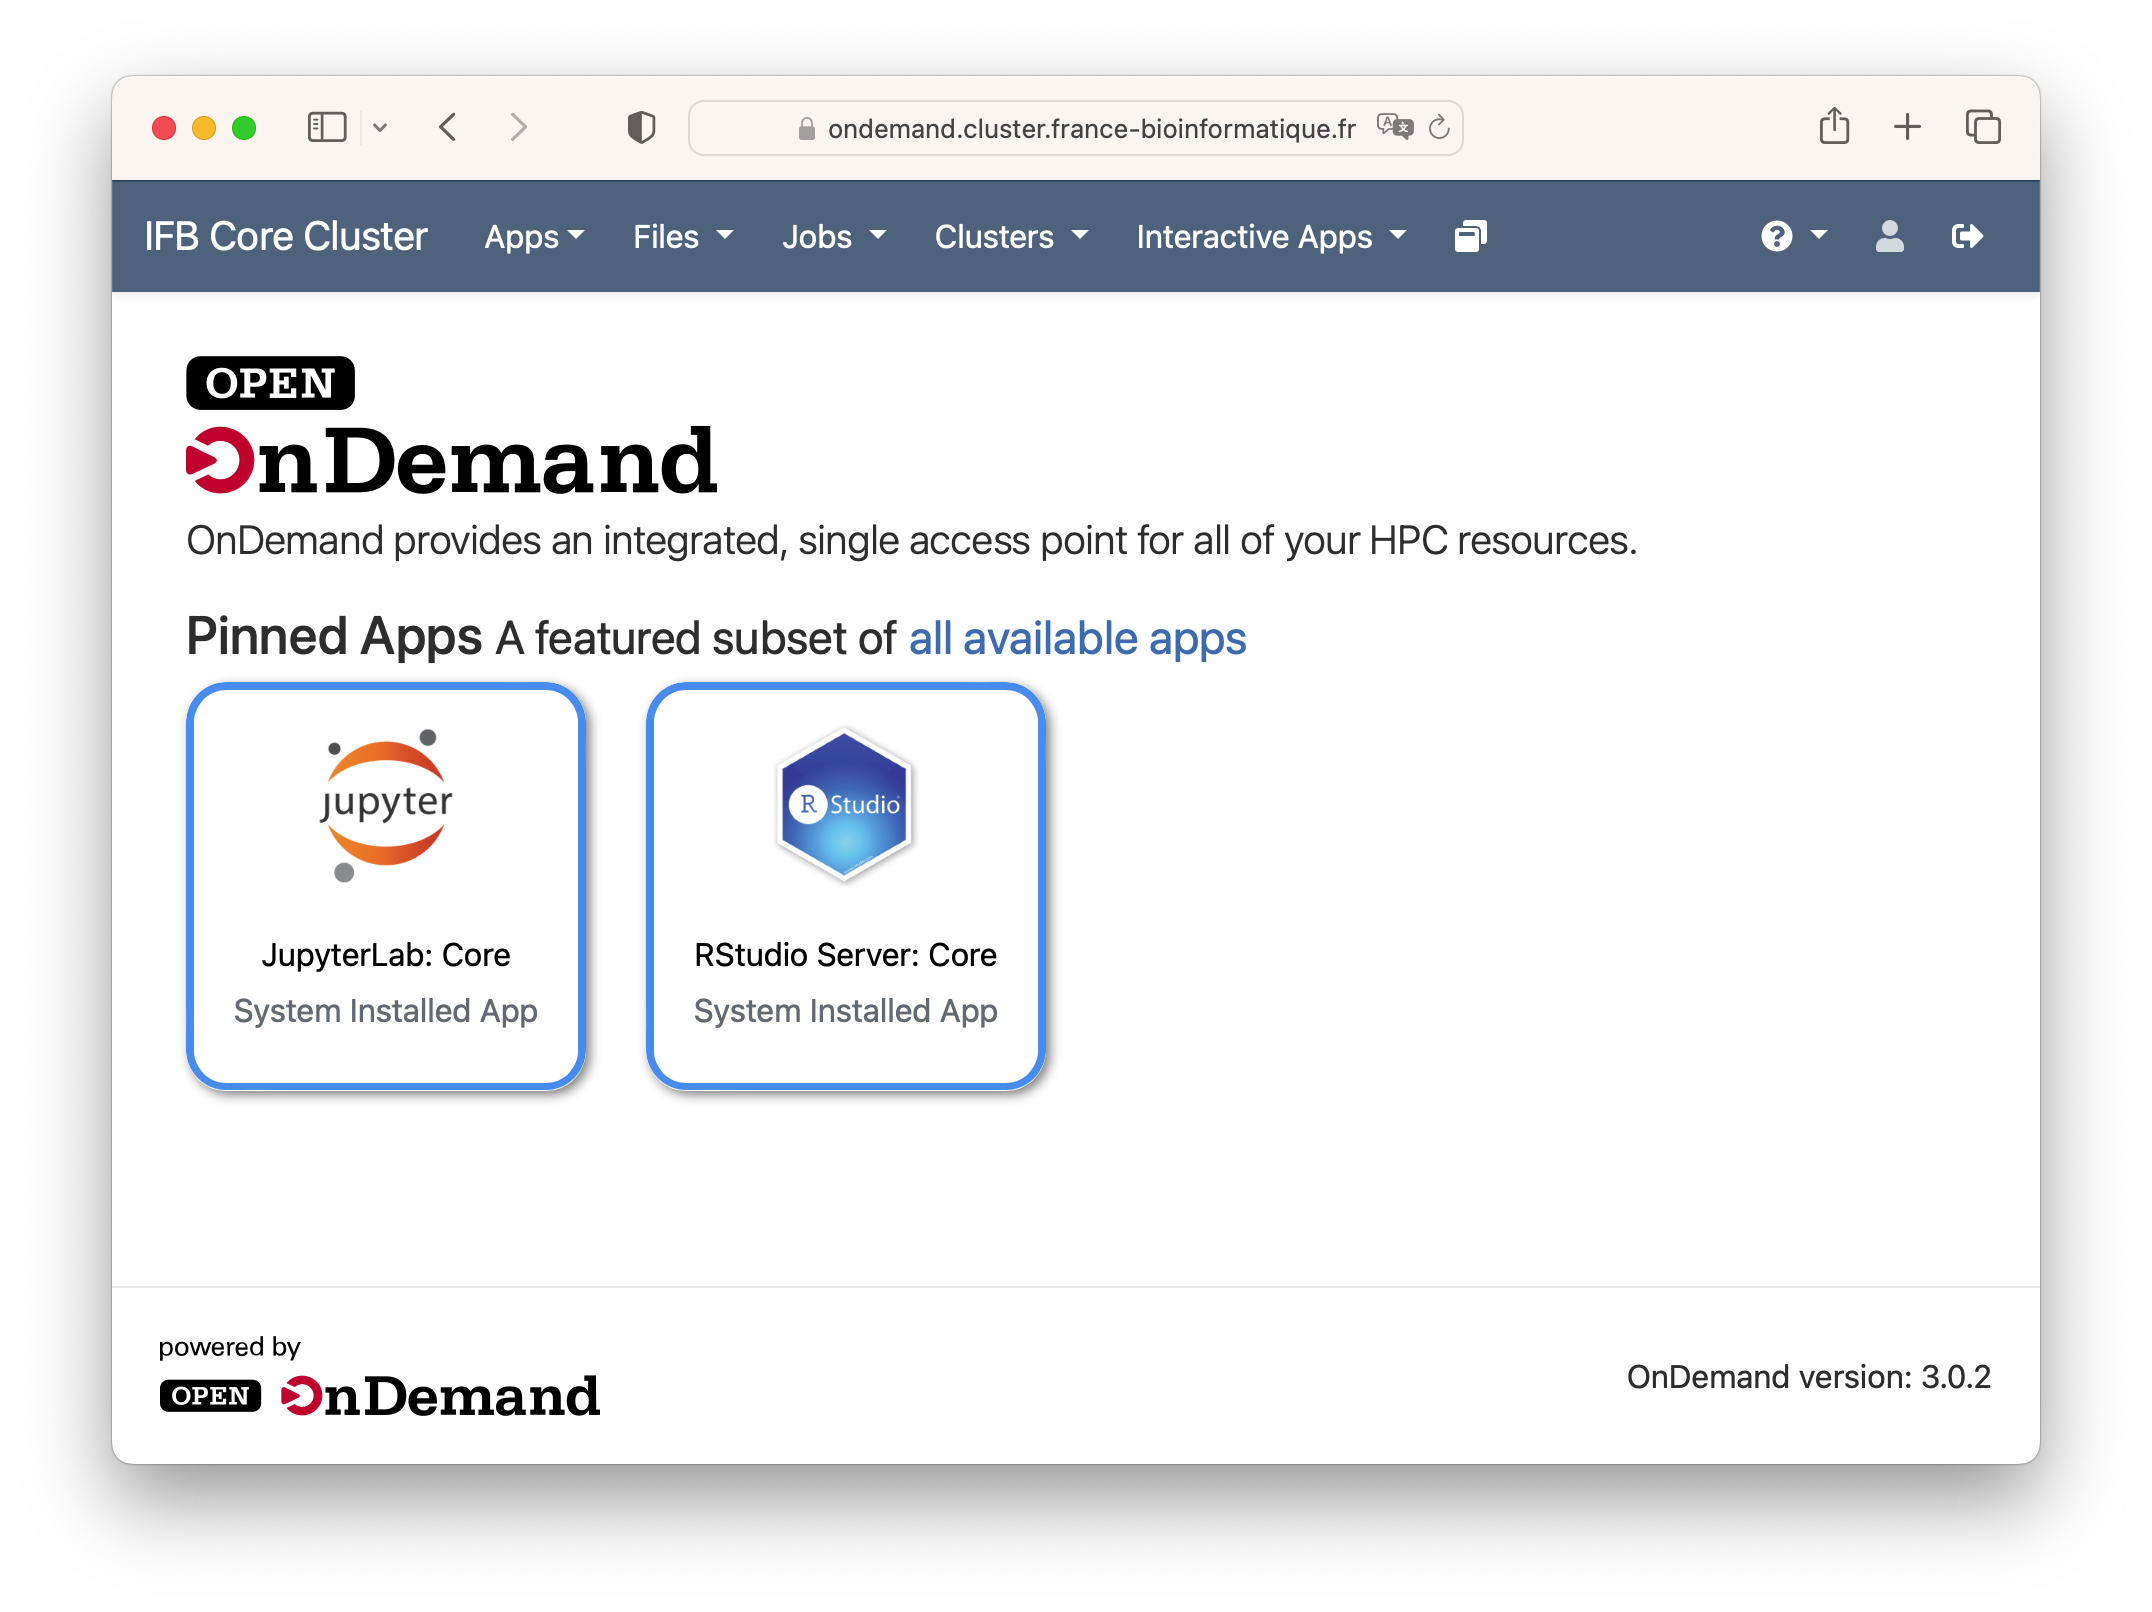 ondemand.cluster.france-bioinformatique.fr
IFB Core Cluster Apps Files Jobs Clusters Interactive Apps
OPEN
OnDemand
OnDemand provides an integrated, single access point for all of your HPC resources.
Pinned Apps A featured subset of all available apps
jupyter
R Studio
JupyterLab: Core
System Installed App
RStudio Server: Core
System Installed App
powered by
OPEN OnDemand
OnDemand version: 3.0.2